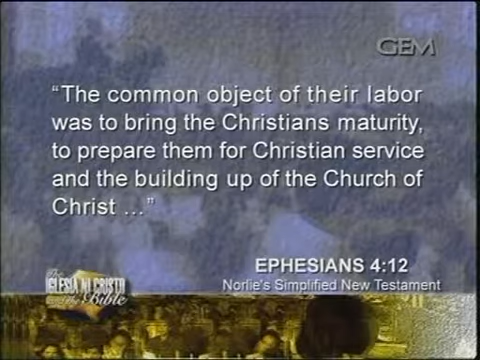 GEM
“The common object of their labor
was to bring the Christians maturity,
to prepare them for Christian service
and the building up of the Church of
Christ ...”
EPHESIANS 4:12
Norlie's Simplified New Testament
The
IGLESIA NI CRISTO
and the Bible